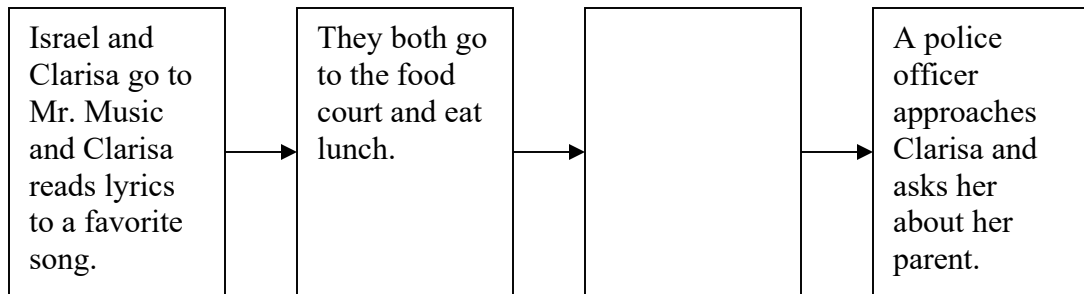 Israel and
Clarisa go to
Mr. Music
and Clarisa
reads lyrics
to a favorite
song.
They both go
to the food
court and eat
lunch.
A police
officer
approaches
Clarisa and
asks her
about her
parent.